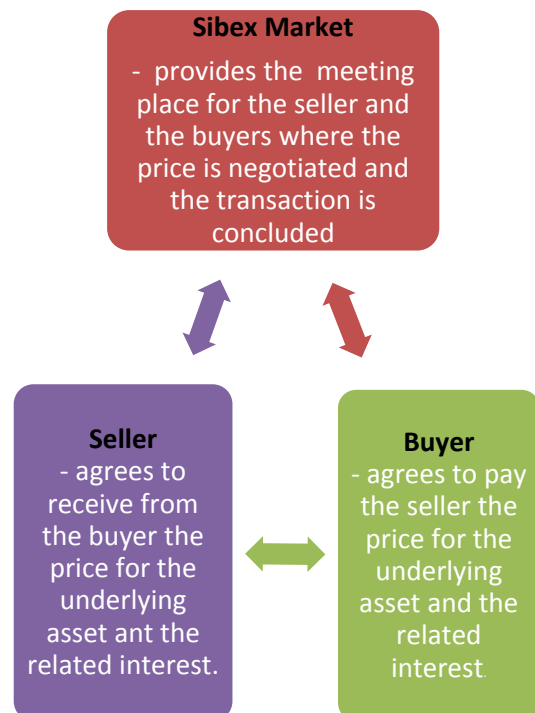 Sibex Market
- provides the meeting
place for the seller and
the buyers where the
price is negotiated and
the transaction is
concluded
Seller
- agrees to
receive from
the buyer the
price for the
underlying
asset ant the
related interest.
Buyer
- agrees to pay
the seller the
price for the
underlying
asset and the
related
interest.